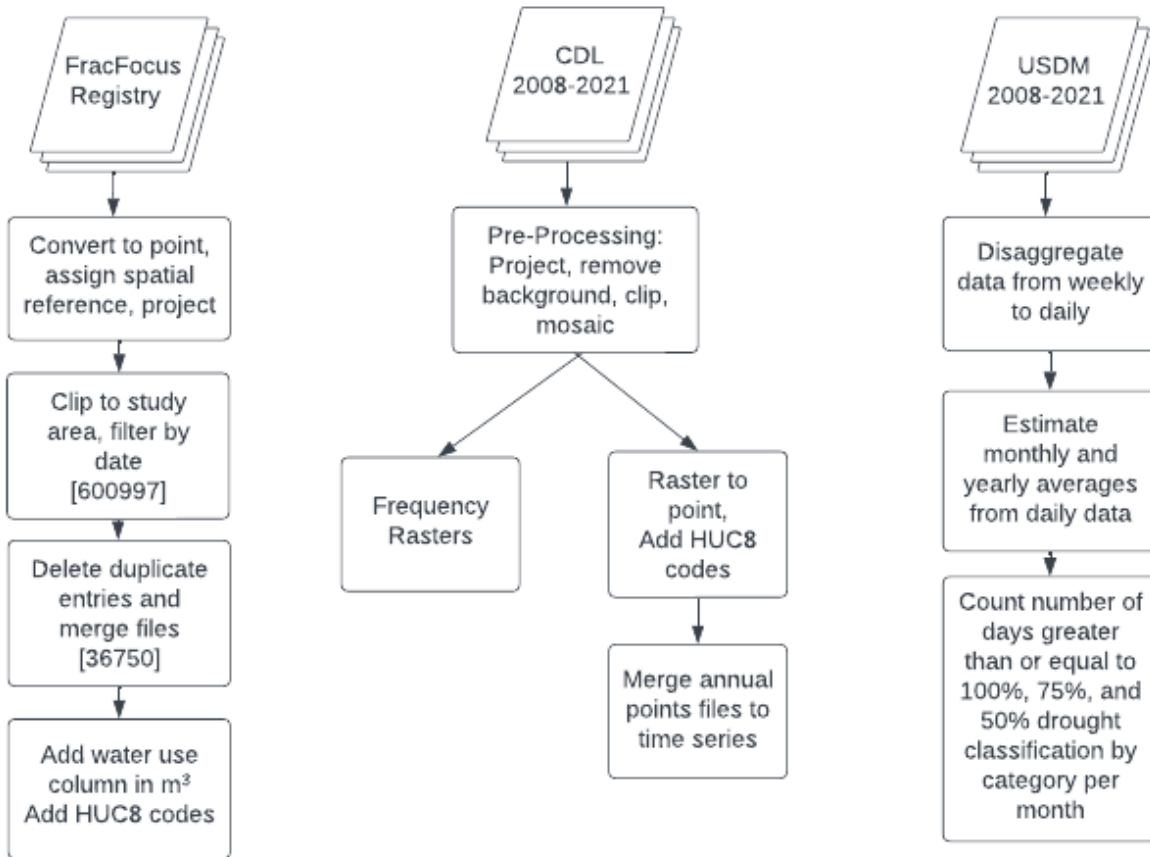 FracFocus
Registry
Convert to point,
assign spatial
reference, project
Clip to study
area, filter by
date
[600997]
Delete duplicate
entries and
merge files
[36750]
Add water use
column in m³
Add HUC8 codes
CDL
2008-2021
Pre-Processing:
Project, remove
background, clip,
mosaic
Frequency
Rasters
Raster to
point,
Add HUC8
codes
Merge annual
points files to
time series
USDM
2008-2021
Disaggregate
data from weekly
to daily
Estimate
monthly and
yearly averages
from daily data
Count number of
days greater
than or equal to
100%, 75%, and
50% drought
classification by
category per
month